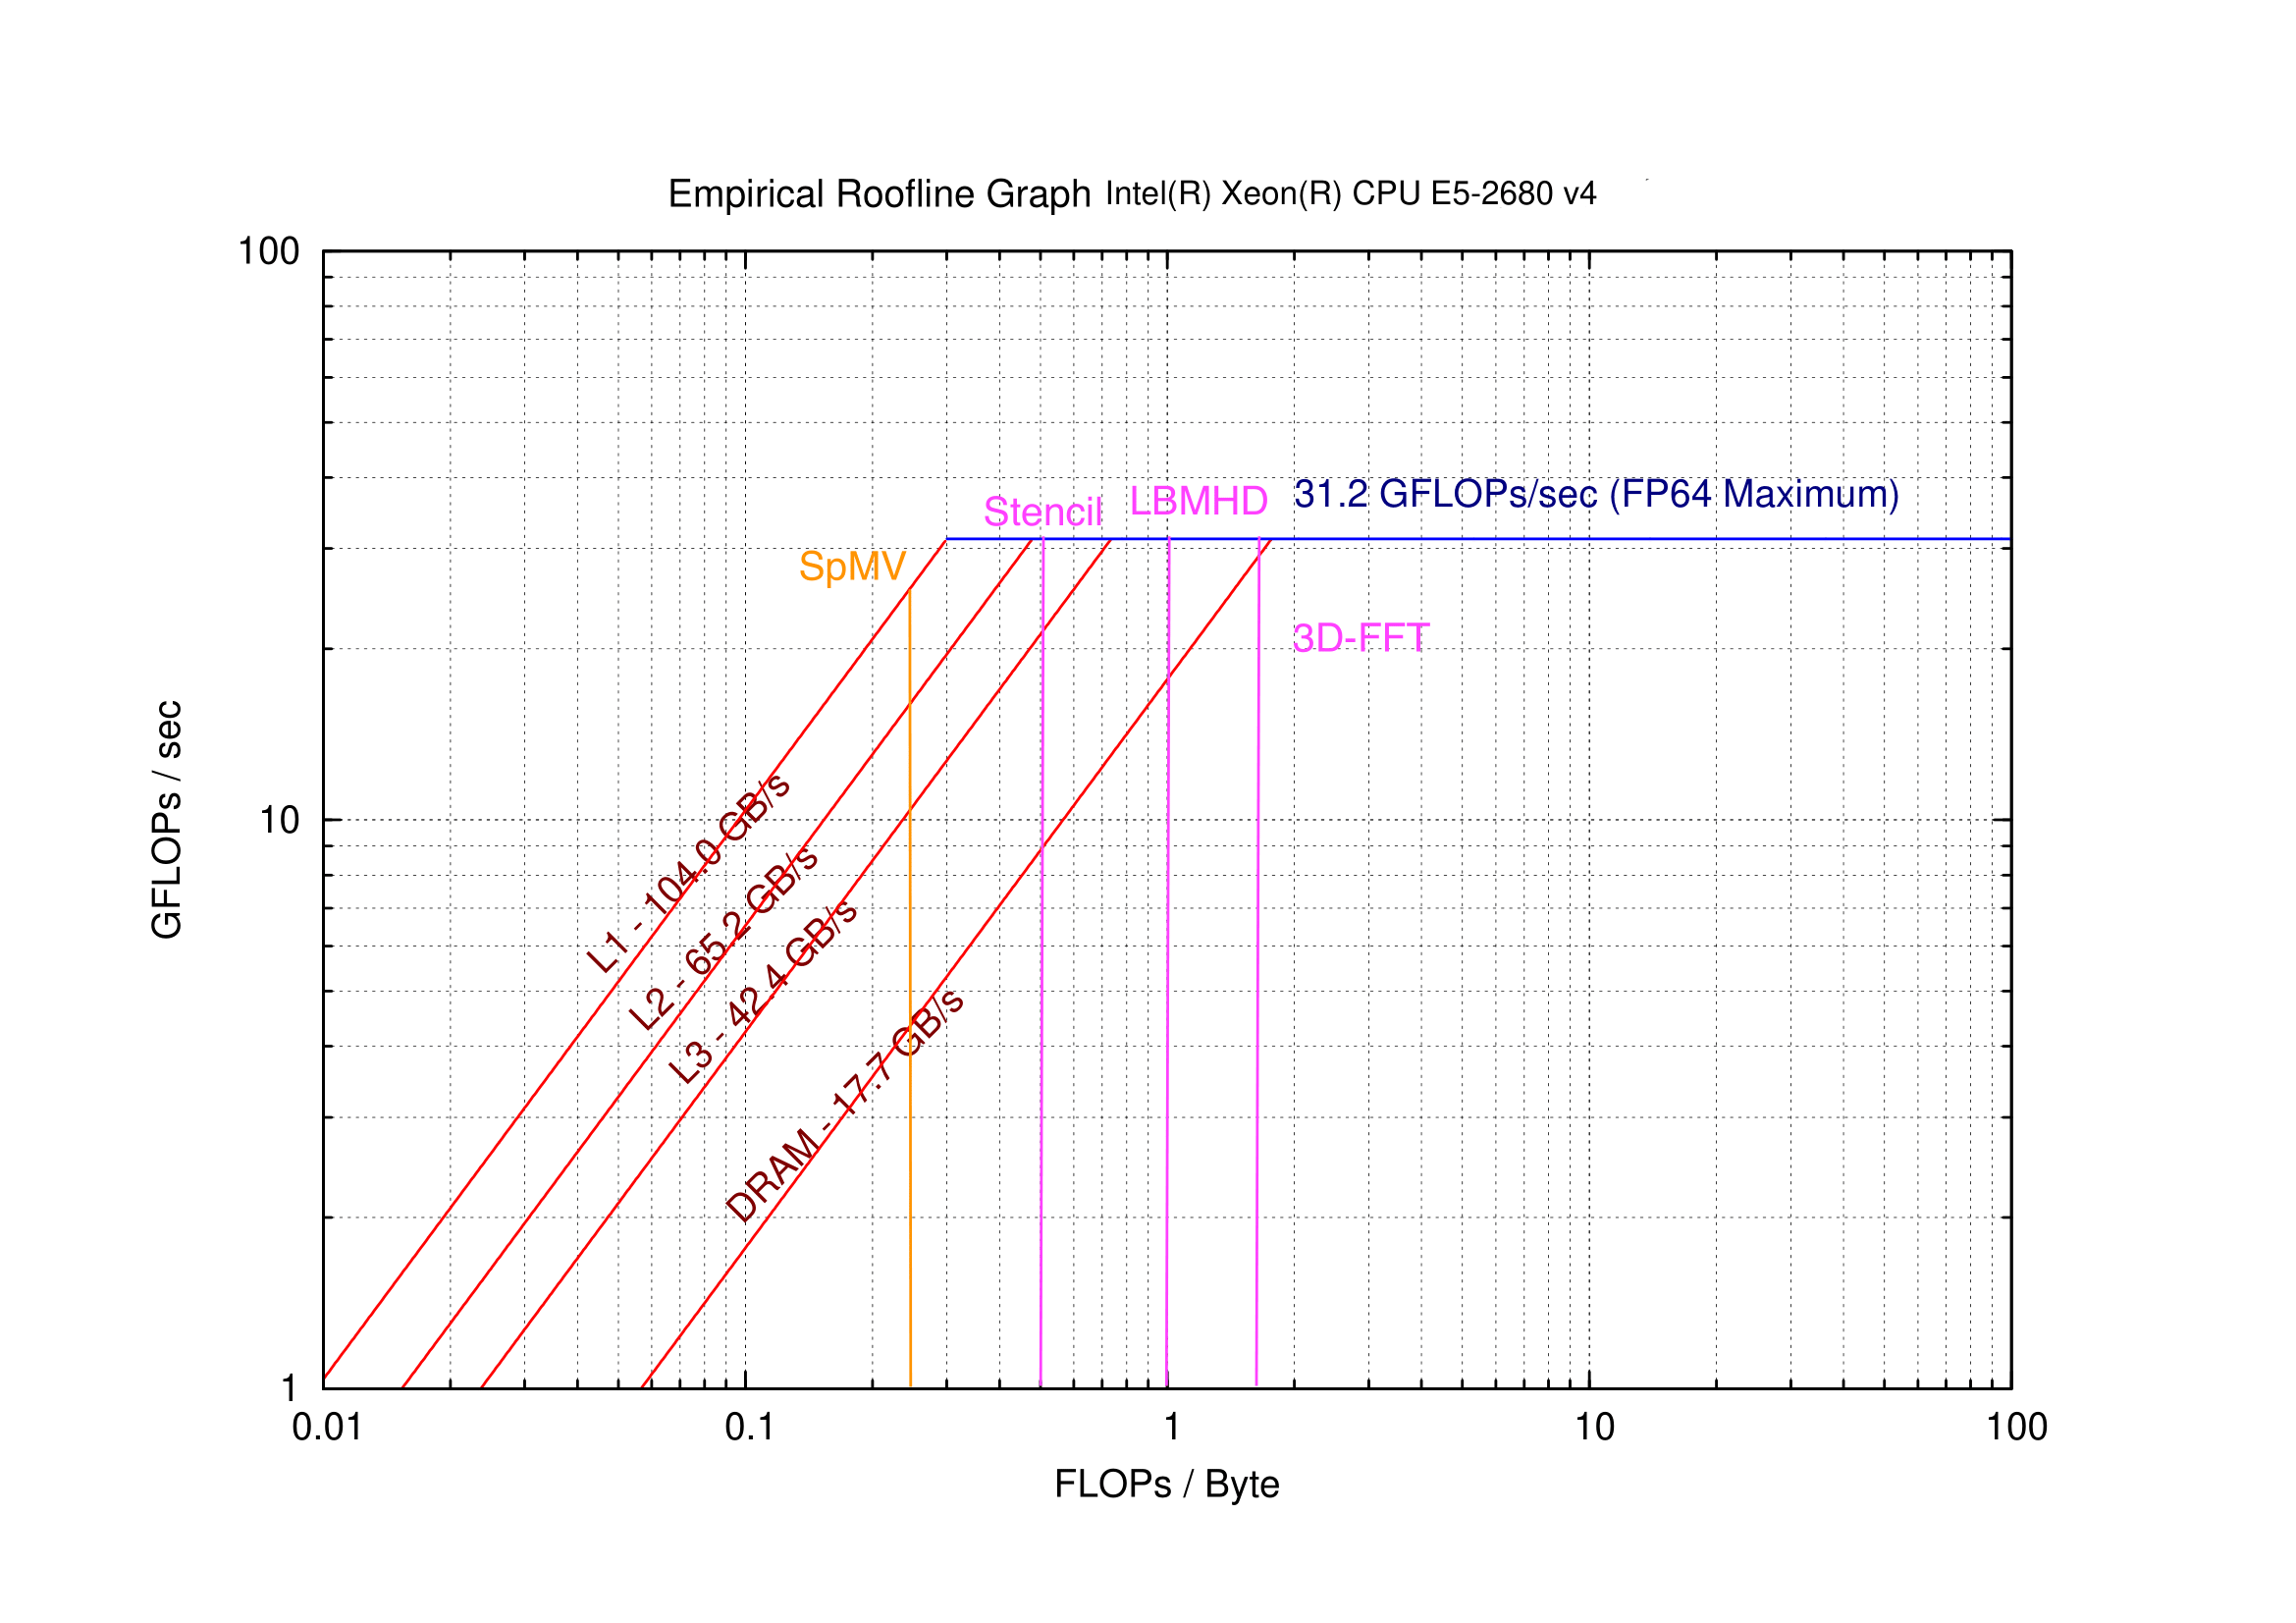 Empirical Roofline Graph Intel(R) Xeon(R) CPU E5-2680 v4
100
10
1
GFLOPs / sec
31.2 GFLOPs/sec (FP64 Maximum)
LBMHD
Stencil
SpMV
3D-FFT
L1 - 104.0 GB/s
L2 - 65.2 GB/s
L3 - 42.4 GB/s
DRAM - 17.7 GB/s
0.01 0.1 1 10 100
FLOPs / Byte